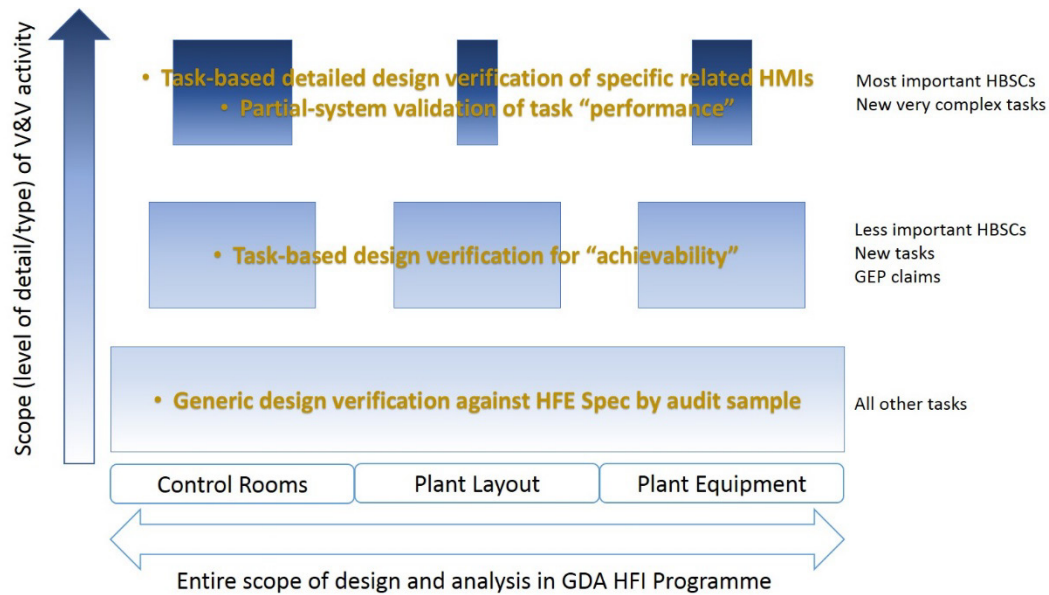 Scope (level of detail/type) of V&V activity
• Task-based detailed design verification of specific related HMIs
• Partial-system validation of task “performance”
Most important HBSCs
New very complex tasks
• Task-based design verification for “achievability”
Less important HBSCs
New tasks
GEP claims
• Generic design verification against HFE Spec by audit sample
All other tasks
Control Rooms
Plant Layout
Plant Equipment
Entire scope of design and analysis in GDA HFI Programme